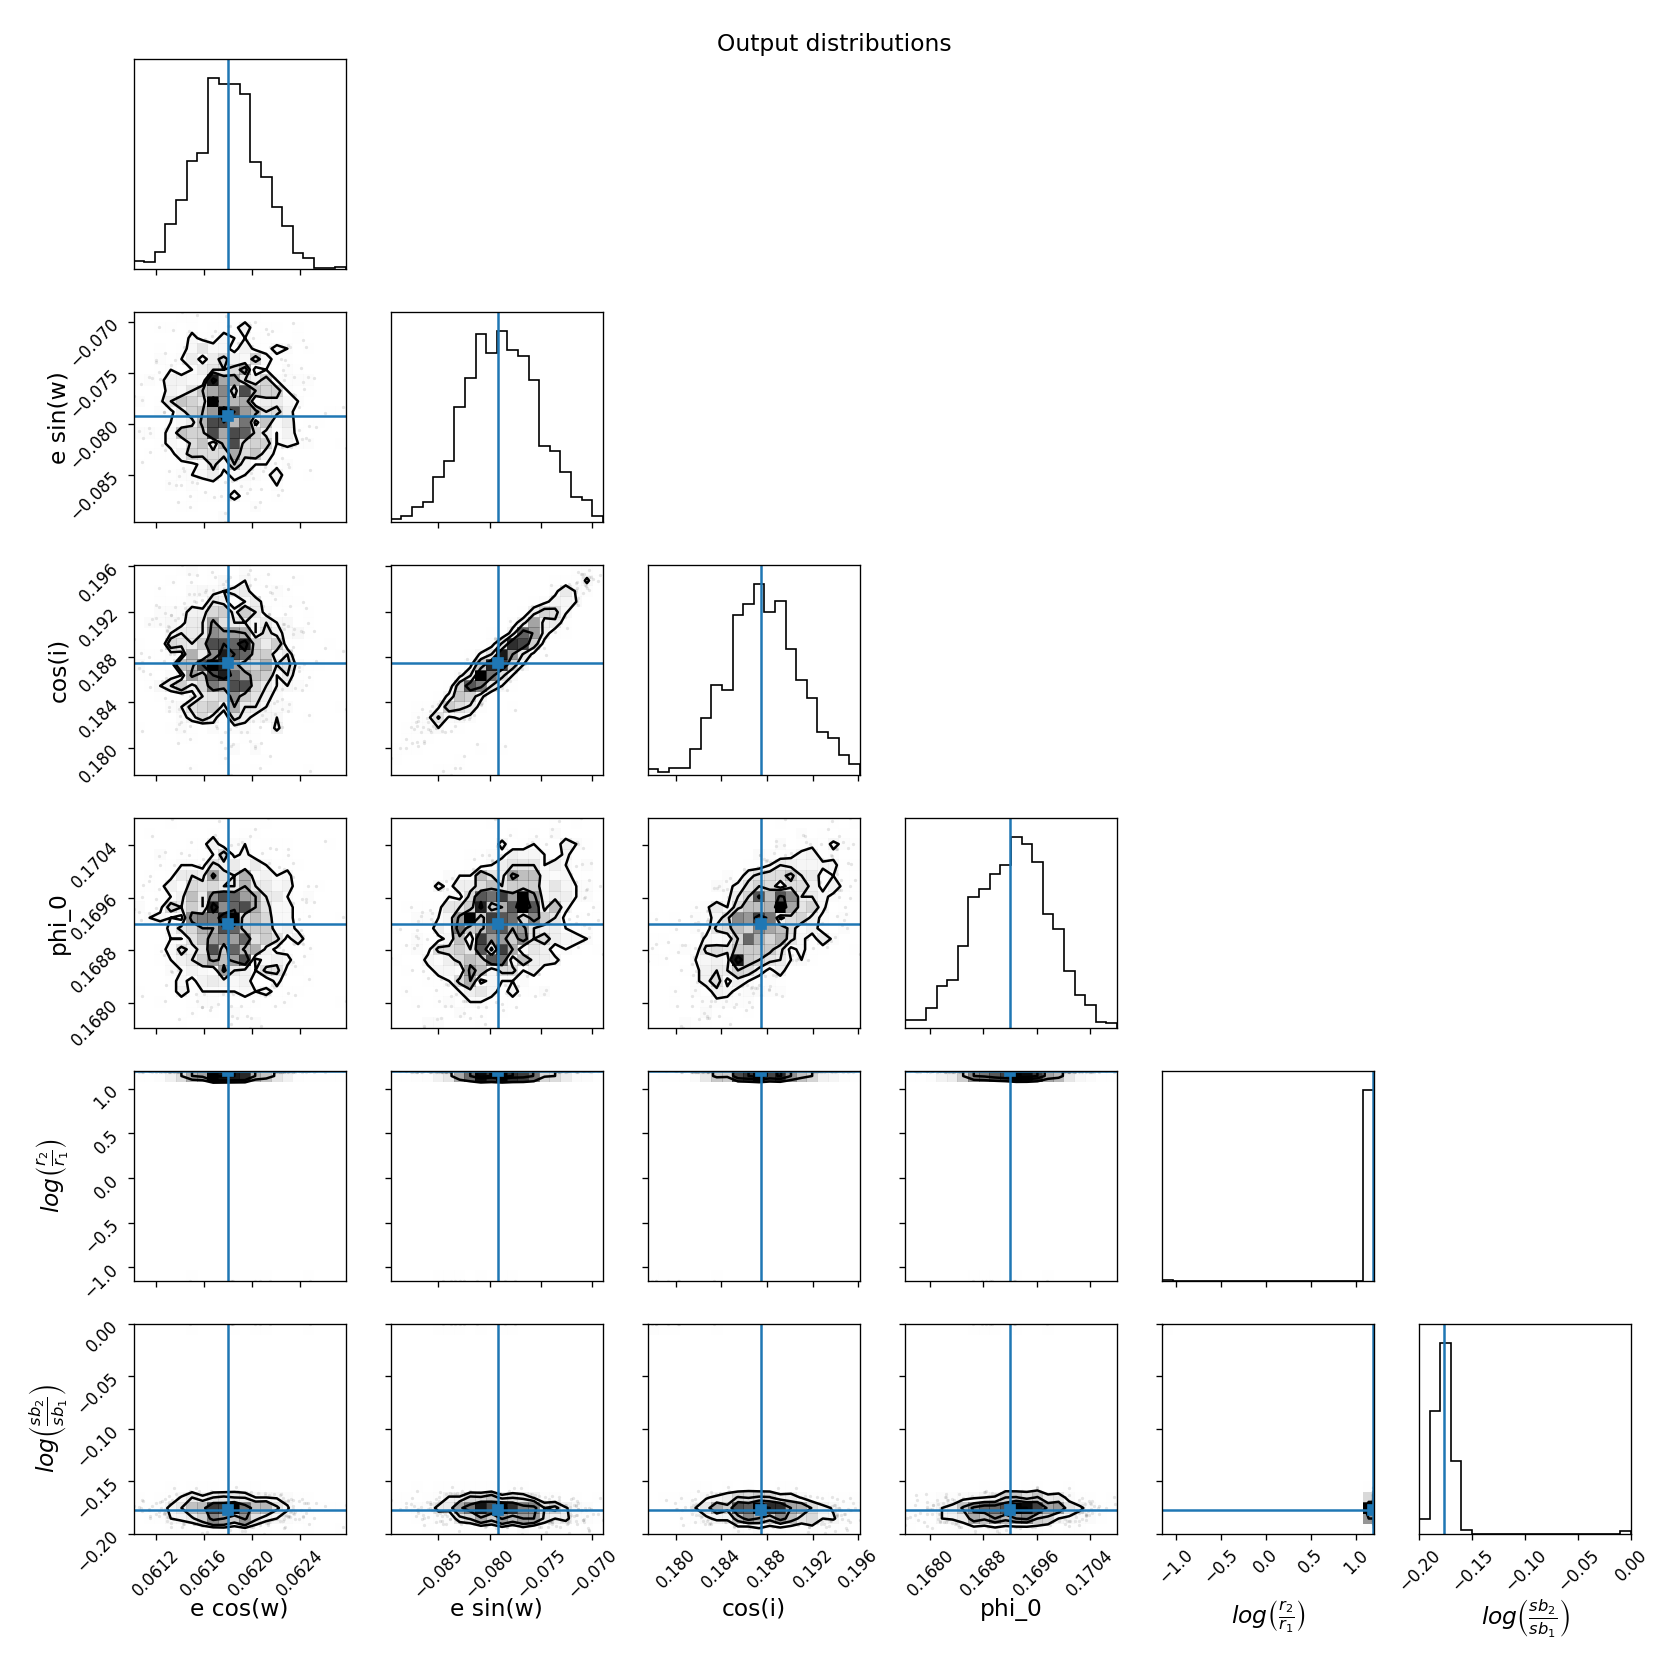 Output distributions
−0.070
−0.075
−0.080
−0.085
e sin(w)
0.196
0.192
0.188
0.184
0.180
cos(i)
0.1704
0.1696
0.1688
0.1680
phi_0
1.0
0.5
0.0
−0.5
−1.0
log(r2/r1)
0.00
−0.05
−0.10
−0.15
−0.20
log(sb2/sb1)
0.0612 0.0616 0.0620 0.0624
−0.085 −0.080 −0.075 −0.070
0.180 0.184 0.188 0.192 0.196
0.1680 0.1688 0.1696 0.1704
−1.0 −0.5 0.0 0.5 1.0
−0.20 −0.15 −0.10 −0.05 0.00
e cos(w)
e sin(w)
cos(i)
phi_0
log(r2/r1)
log(sb2/sb1)